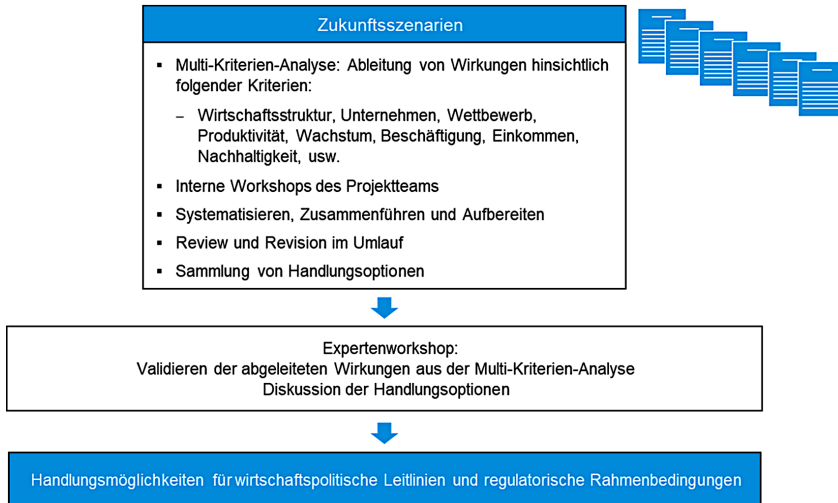 Zukunftsszenarien
▪ Multi-Kriterien-Analyse: Ableitung von Wirkungen hinsichtlich
folgender Kriterien:
– Wirtschaftsstruktur, Unternehmen, Wettbewerb,
Produktivität, Wachstum, Beschäftigung, Einkommen,
Nachhaltigkeit, usw.
▪ Interne Workshops des Projektteams
▪ Systematisieren, Zusammenführen und Aufbereiten
▪ Review und Revision im Umlauf
▪ Sammlung von Handlungsoptionen
Expertenworkshop:
Validieren der abgeleiteten Wirkungen aus der Multi-Kriterien-Analyse
Diskussion der Handlungsoptionen
Handlungsmöglichkeiten für wirtschaftspolitische Leitlinien und regulatorische Rahmenbedingungen